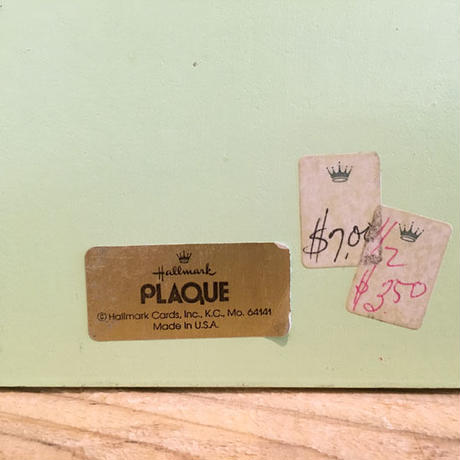 Hallmark
PLAQUE
© Hallmark Cards, Inc., K.C., Mo. 64141
Made in U.S.A.
$7.00
1/2
$3.50